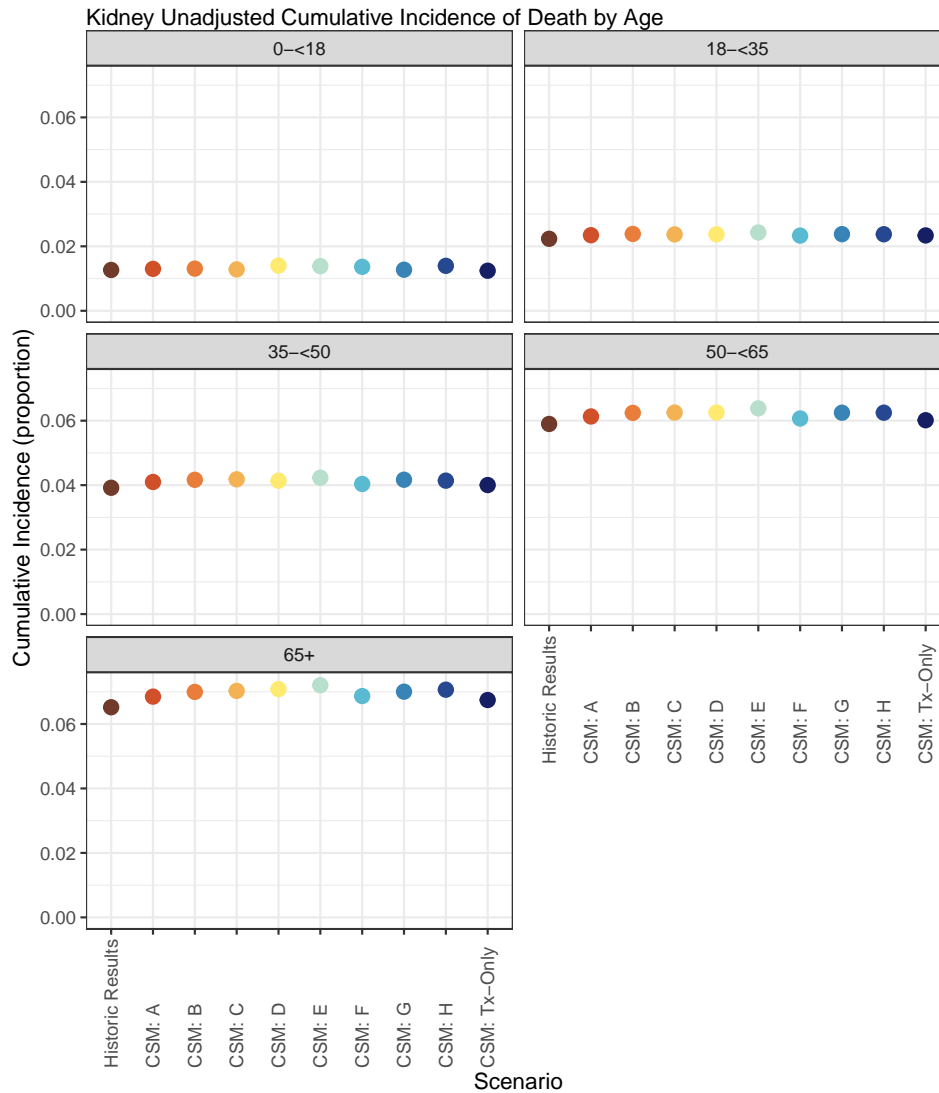 Kidney Unadjusted Cumulative Incidence of Death by Age
0−<18
18−<35
0.06
0.04
0.02
0.00
35−<50
50−<65
0.06
0.04
0.02
0.00
65+
0.06
0.04
0.02
0.00
Cumulative Incidence (proportion)
Historic Results
CSM: A
CSM: B
CSM: C
CSM: D
CSM: E
CSM: F
CSM: G
CSM: H
CSM: Tx−Only
Historic Results
CSM: A
CSM: B
CSM: C
CSM: D
CSM: E
CSM: F
CSM: G
CSM: H
CSM: Tx−Only
Scenario